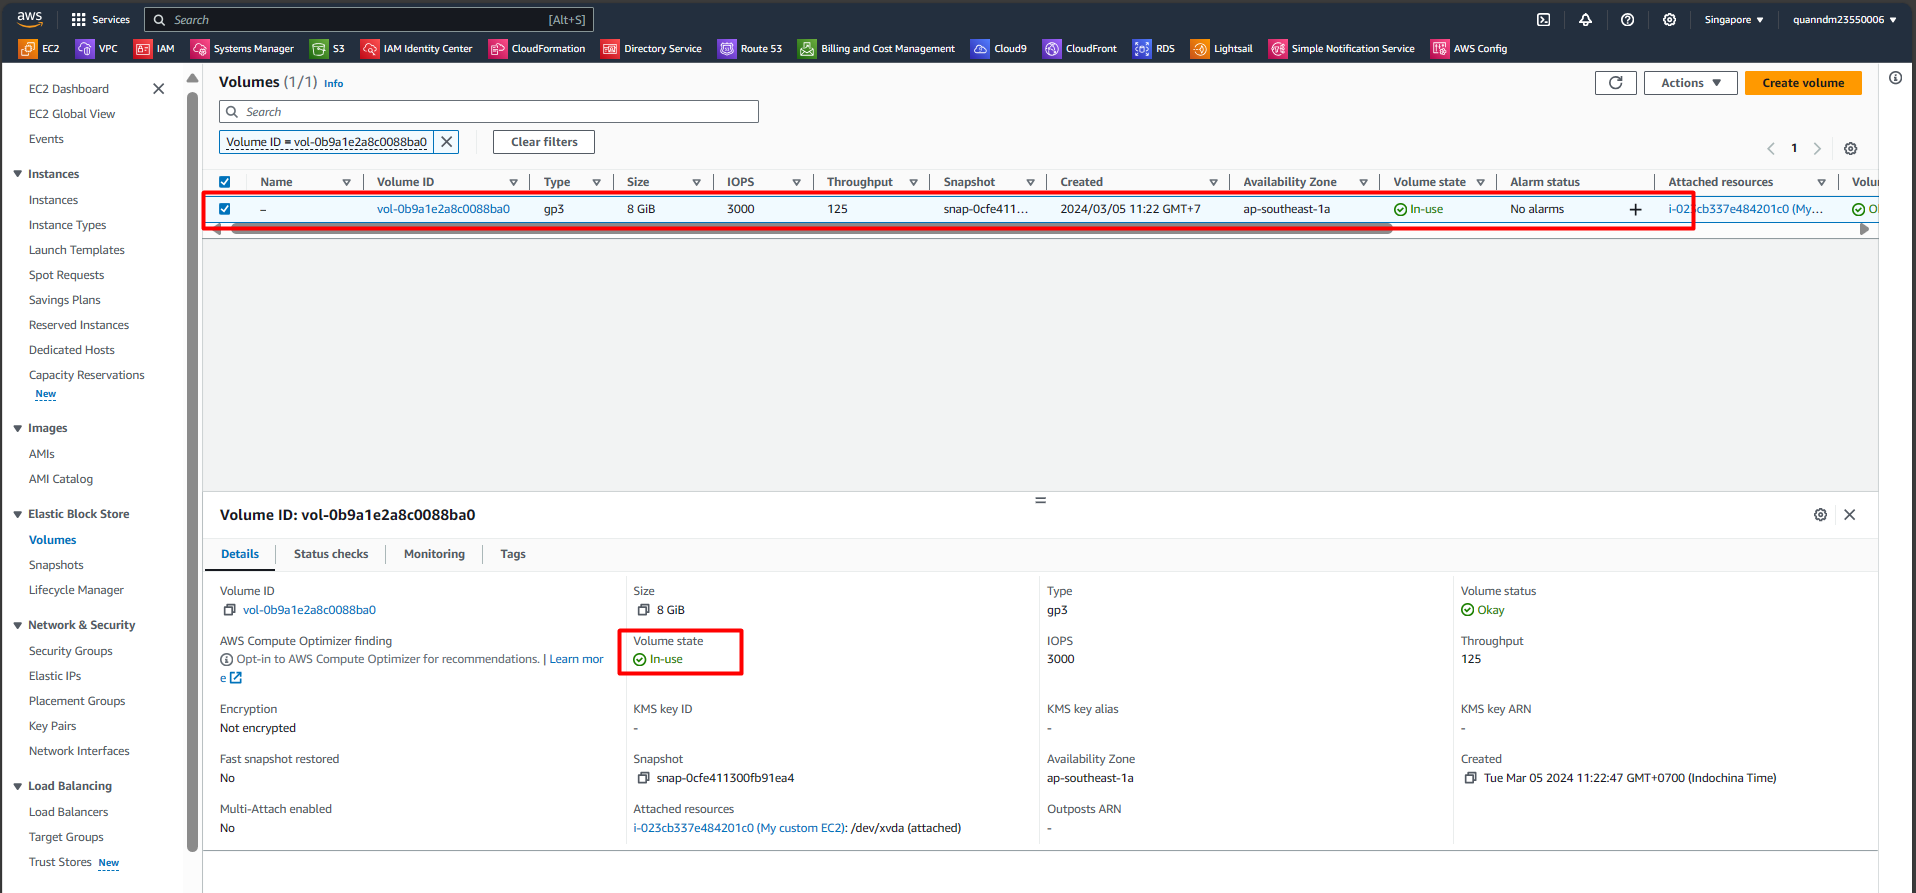 aws Services Search [Alt+S] Singapore quanndm23550006
EC2 VPC IAM Systems Manager S3 IAM Identity Center CloudFormation Directory Service Route 53 Billing and Cost Management Cloud9 CloudFront RDS Lightsail Simple Notification Service AWS Config
EC2 Dashboard
EC2 Global View
Events
Instances
Instances
Instance Types
Launch Templates
Spot Requests
Savings Plans
Reserved Instances
Dedicated Hosts
Capacity Reservations
New
Images
AMIs
AMI Catalog
Elastic Block Store
Volumes
Snapshots
Lifecycle Manager
Network & Security
Security Groups
Elastic IPs
Placement Groups
Key Pairs
Network Interfaces
Load Balancing
Load Balancers
Target Groups
Trust Stores New
Volumes (1/1) Info
Actions Create volume
Search
Volume ID = vol-0b9a1e2a8c0088ba0 Clear filters
1
Name Volume ID Type Size IOPS Throughput Snapshot Created Availability Zone Volume state Alarm status Attached resources
– vol-0b9a1e2a8c0088ba0 gp3 8 GiB 3000 125 snap-0cfe411... 2024/03/05 11:22 GMT+7 ap-southeast-1a In-use No alarms + i-023cb337e484201c0 (My...
Volume ID: vol-0b9a1e2a8c0088ba0
Details Status checks Monitoring Tags
Volume ID
vol-0b9a1e2a8c0088ba0
Size
8 GiB
Type
gp3
Volume status
Okay
AWS Compute Optimizer finding
Opt-in to AWS Compute Optimizer for recommendations. | Learn mor
e
Volume state
In-use
IOPS
3000
Throughput
125
Encryption
Not encrypted
KMS key ID
-
KMS key alias
-
KMS key ARN
-
Fast snapshot restored
No
Snapshot
snap-0cfe411300fb91ea4
Availability Zone
ap-southeast-1a
Created
Tue Mar 05 2024 11:22:47 GMT+0700 (Indochina Time)
Multi-Attach enabled
No
Attached resources
i-023cb337e484201c0 (My custom EC2): /dev/xvda (attached)
Outposts ARN
-